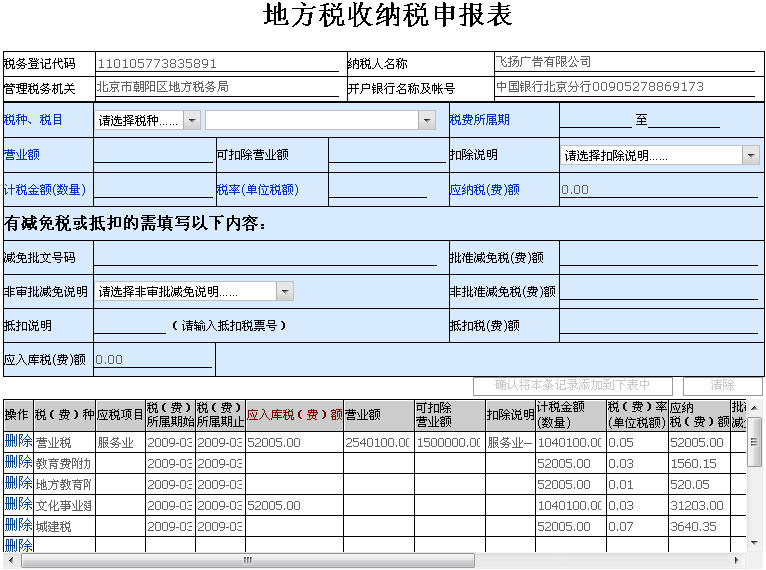 地方税收纳税申报表
税务登记代码 110105773835891 纳税人名称 飞扬广告有限公司
管理税务机关 北京市朝阳区地方税务局 开户银行名称及帐号 中国银行北京分行00905278869173
税种、税目 请选择税种...... 税费所属期 至
营业额 可扣除营业额 扣除说明 请选择扣除说明......
计税金额(数量) 税率(单位税额) 应纳税(费)额 0.00
有减免税或抵扣的需填写以下内容：
减免批文号码 批准减免税(费)额
非审批减免说明 请选择非审批减免说明...... 非批准减免税(费)额
抵扣说明 （请输入抵扣税票号） 抵扣税(费)额
应入库税(费)额 0.00
确认将本条记录添加到下表中 清除
操作 税（费）种 应税项目 税（费）所属期始 税（费）所属期止 应入库税（费）额 营业额 可扣除营业额 扣除说明 计税金额(数量) 税（费）率(单位税额) 应纳税（费）额
删除 营业税 服务业 2009-03 2009-03 52005.00 2540100.00 1500000.00 服务业— 1040100.00 0.05 52005.00
删除 教育费附加 2009-03 2009-03 52005.00 0.03 1560.15
删除 地方教育阶 2009-03 2009-03 52005.00 0.01 520.05
删除 文化事业建 2009-03 2009-03 52005.00 1040100.00 0.03 31203.00
删除 城建税 2009-03 2009-03 52005.00 0.07 3640.35
删除